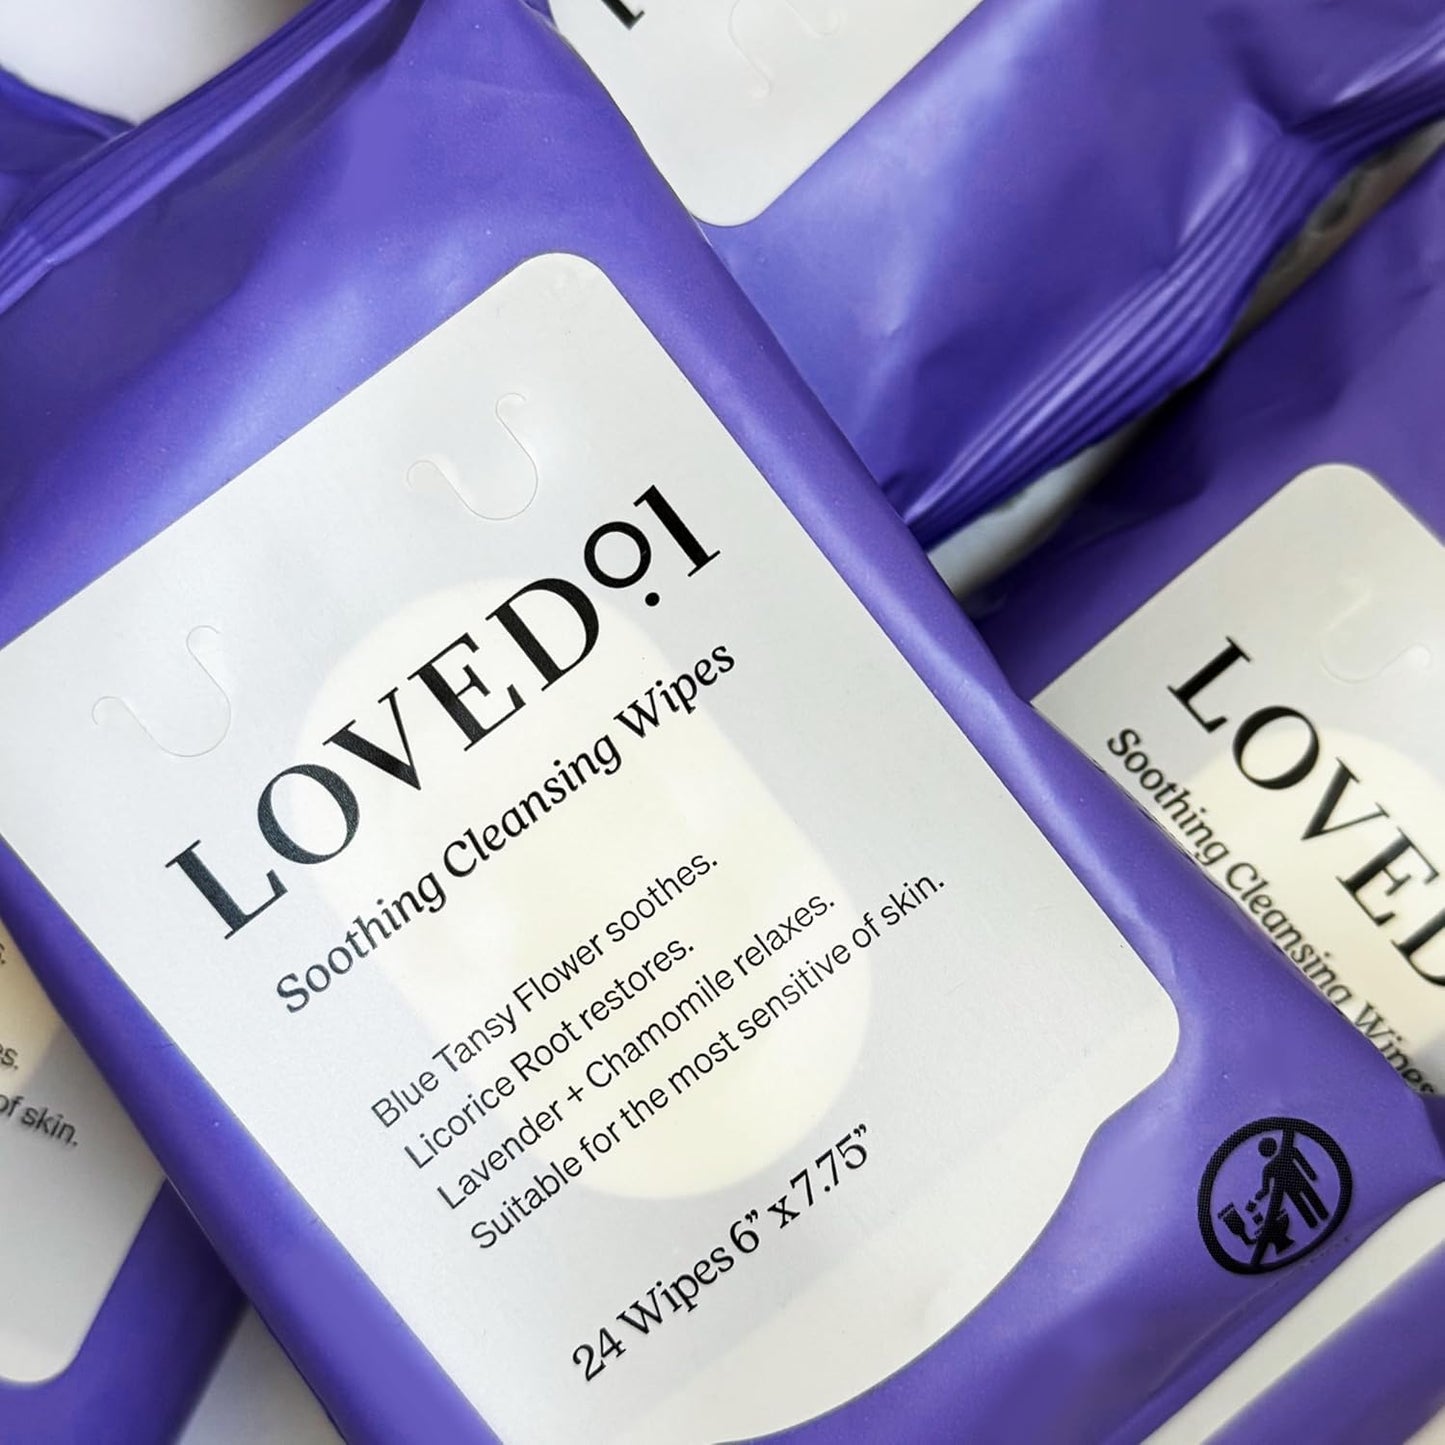 LOVED01
Soothing Cleansing Wipes
Blue Tansy Flower soothes.
Licorice Root restores.
Lavender + Chamomile relaxes.
Suitable for the most sensitive of skin.
24 Wipes 6” x 7.75”
LOVED
Soothing Cleansing Wipes
of skin.